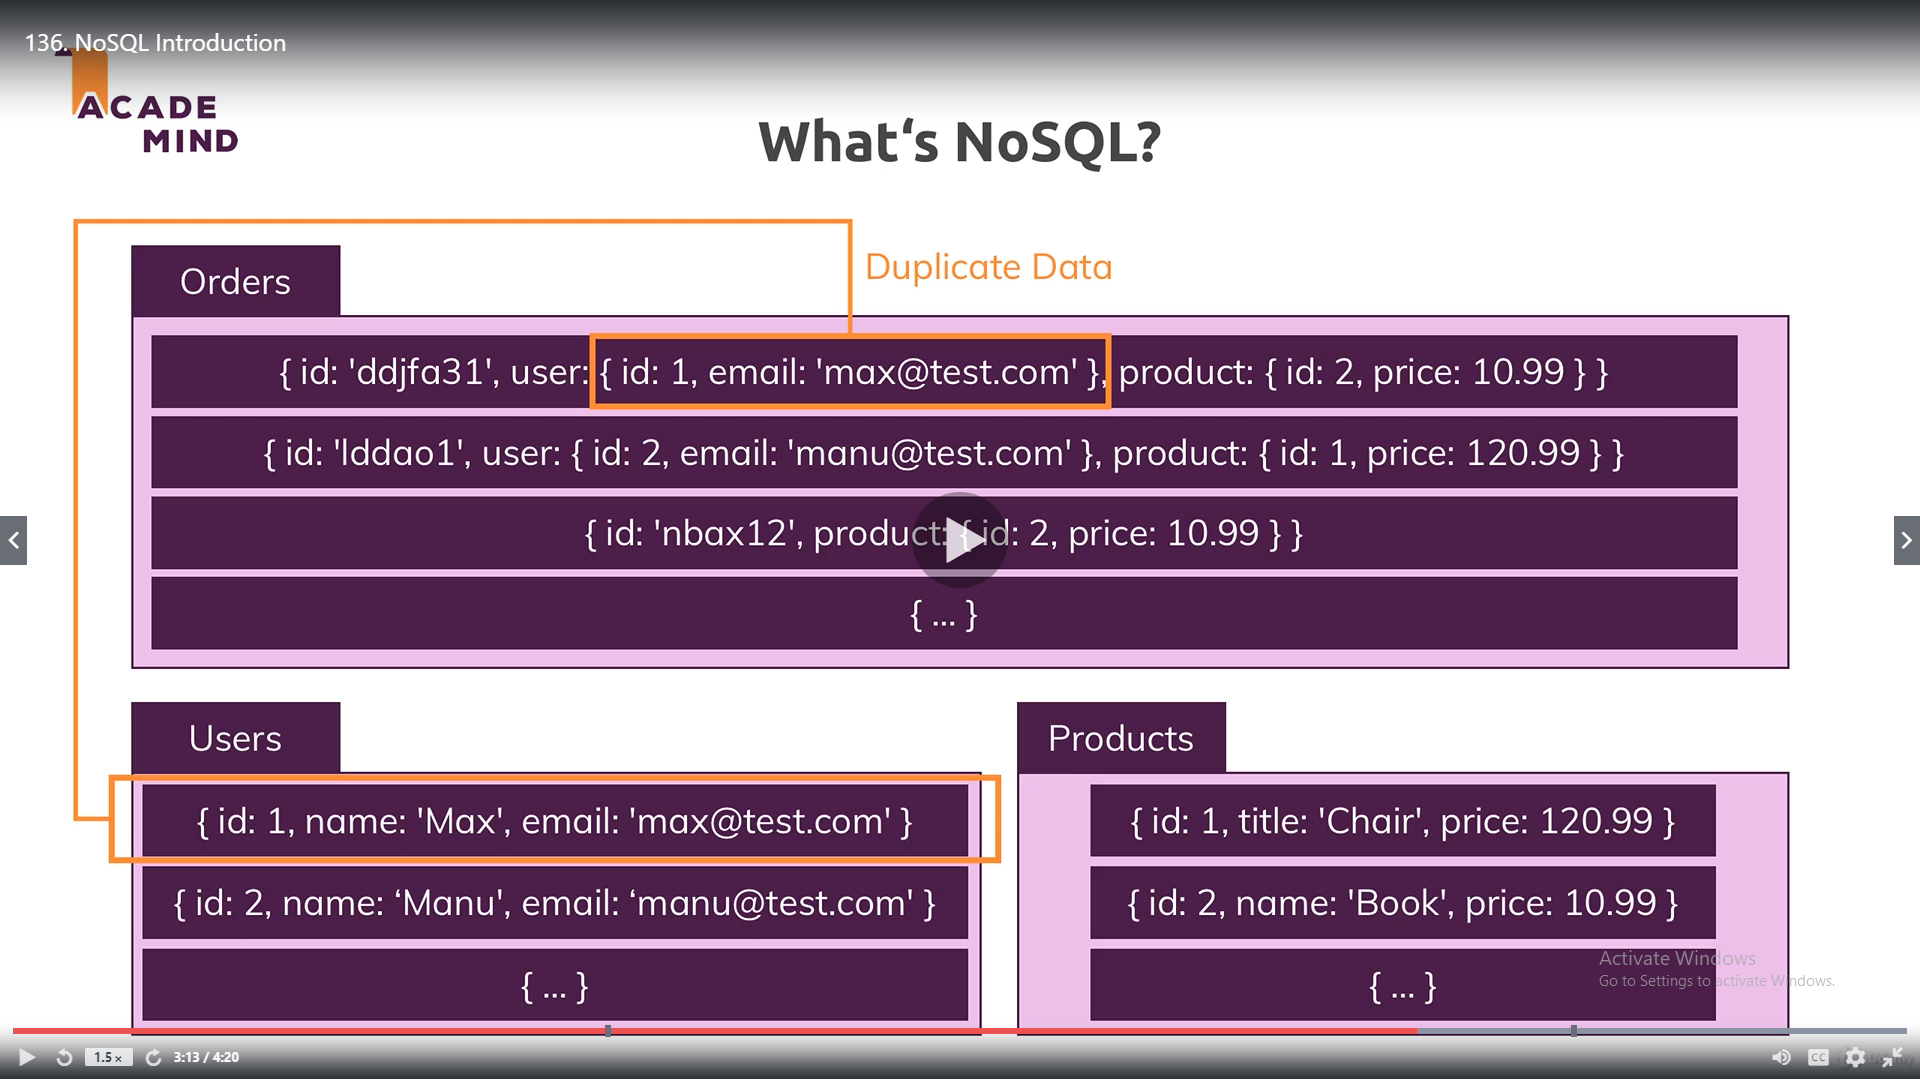 136. NoSQL Introduction
ACADE
MIND
What‘s NoSQL?
Duplicate Data
Orders
{ id: 'ddjfa31', user: { id: 1, email: 'max@test.com' }, product: { id: 2, price: 10.99 } }
{ id: 'lddao1', user: { id: 2, email: 'manu@test.com' }, product: { id: 1, price: 120.99 } }
{ id: 'nbax12', product: { id: 2, price: 10.99 } }
{ ... }
Users
{ id: 1, name: 'Max', email: 'max@test.com' }
{ id: 2, name: ‘Manu', email: ‘manu@test.com' }
{ ... }
Products
{ id: 1, title: 'Chair', price: 120.99 }
{ id: 2, name: 'Book', price: 10.99 }
{ ... }
Activate Windows
Go to Settings to activate Windows.
1.5x
3:13 / 4:20
CC